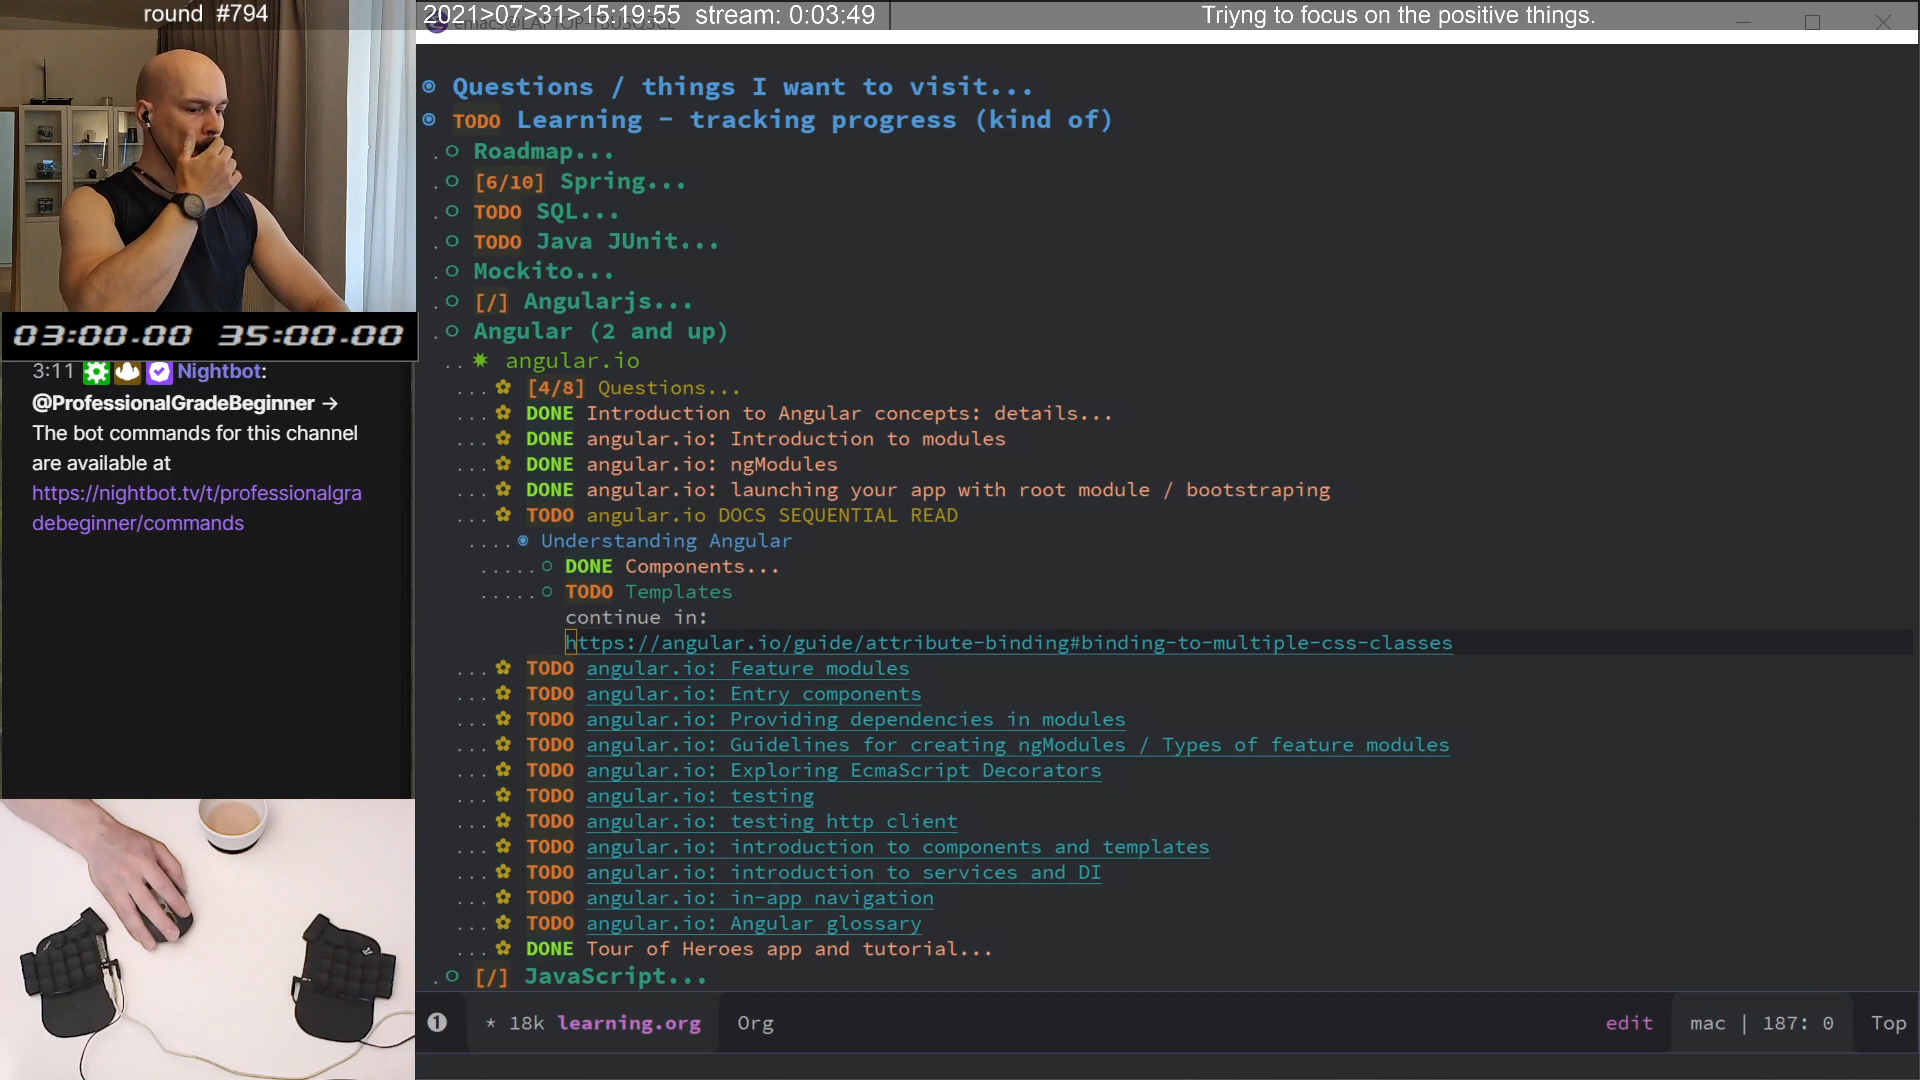 round #794
2021>07>31>15:19:55 stream: 0:03:49
Triyng to focus on the positive things.
03:00.00 35:00.00
3:11 Nightbot:
@ProfessionalGradeBeginner →
The bot commands for this channel
are available at
https://nightbot.tv/t/professionalgra
debeginner/commands
Questions / things I want to visit...
TODO Learning - tracking progress (kind of)
Roadmap...
[6/10] Spring...
TODO SQL...
TODO Java JUnit...
Mockito...
[/] Angularjs...
Angular (2 and up)
angular.io
[4/8] Questions...
DONE Introduction to Angular concepts: details...
DONE angular.io: Introduction to modules
DONE angular.io: ngModules
DONE angular.io: launching your app with root module / bootstraping
TODO angular.io DOCS SEQUENTIAL READ
Understanding Angular
DONE Components...
TODO Templates
continue in:
https://angular.io/guide/attribute-binding#binding-to-multiple-css-classes
TODO angular.io: Feature modules
TODO angular.io: Entry components
TODO angular.io: Providing dependencies in modules
TODO angular.io: Guidelines for creating ngModules / Types of feature modules
TODO angular.io: Exploring EcmaScript Decorators
TODO angular.io: testing
TODO angular.io: testing http client
TODO angular.io: introduction to components and templates
TODO angular.io: introduction to services and DI
TODO angular.io: in-app navigation
TODO angular.io: Angular glossary
DONE Tour of Heroes app and tutorial...
[/] JavaScript...
1 * 18k learning.org Org edit mac | 187: 0 Top